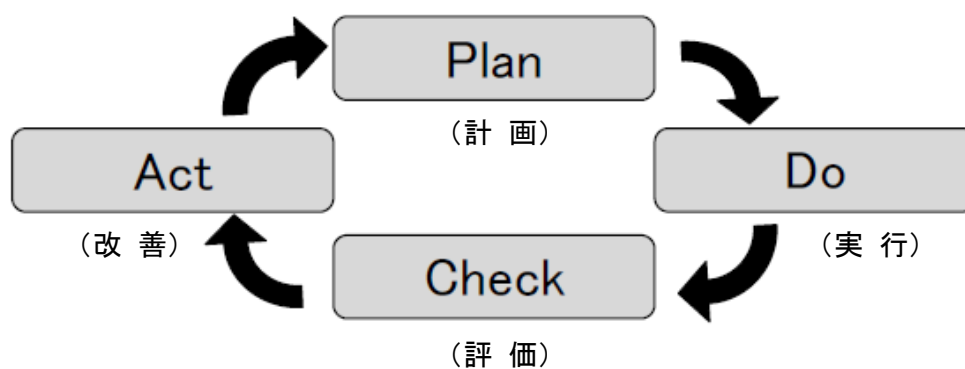 Plan
(計 画)
Do
(実 行)
Check
(評 価)
Act
(改 善)